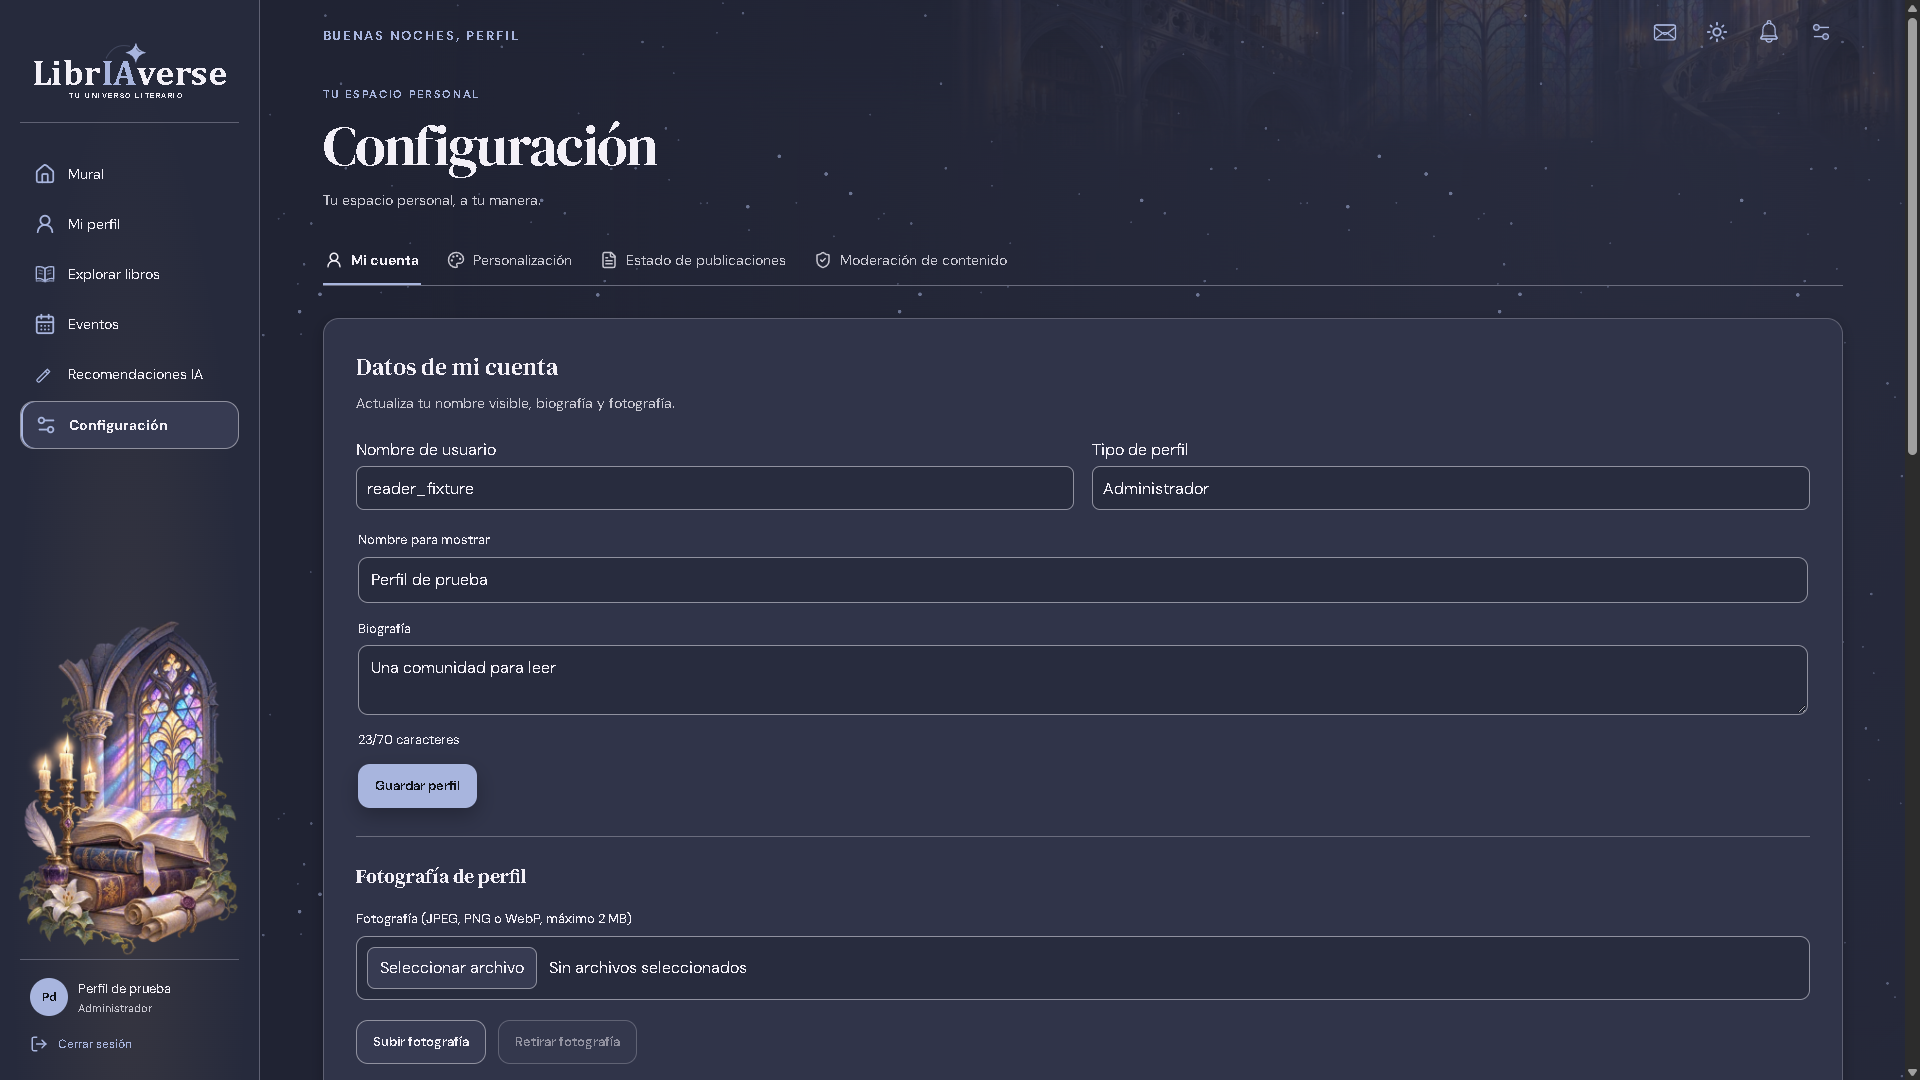 LibrIAverse
TU UNIVERSO LITERARIO
Mural
Mi perfil
Explorar libros
Eventos
Recomendaciones IA
Configuración
Pd
Perfil de prueba
Administrador
Cerrar sesión
BUENAS NOCHES, PERFIL
TU ESPACIO PERSONAL
Configuración
Tu espacio personal, a tu manera.
Mi cuenta
Personalización
Estado de publicaciones
Moderación de contenido
Datos de mi cuenta
Actualiza tu nombre visible, biografía y fotografía.
Nombre de usuario
reader_fixture
Tipo de perfil
Administrador
Nombre para mostrar
Perfil de prueba
Biografía
Una comunidad para leer
23/70 caracteres
Guardar perfil
Fotografía de perfil
Fotografía (JPEG, PNG o WebP, máximo 2 MB)
Seleccionar archivo
Sin archivos seleccionados
Subir fotografía
Retirar fotografía